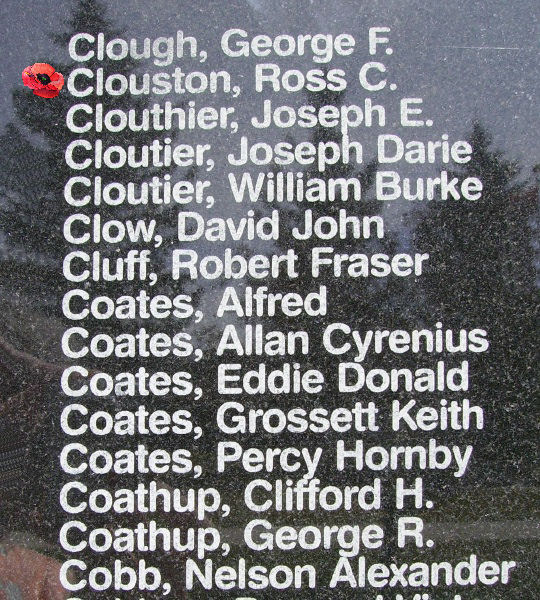 Clough, George F.
Clouston, Ross C.
Clouthier, Joseph E.
Cloutier, Joseph Darie
Cloutier, William Burke
Clow, David John
Cluff, Robert Fraser
Coates, Alfred
Coates, Allan Cyrenius
Coates, Eddie Donald
Coates, Grossett Keith
Coates, Percy Hornby
Coathup, Clifford H.
Coathup, George R.
Cobb, Nelson Alexander